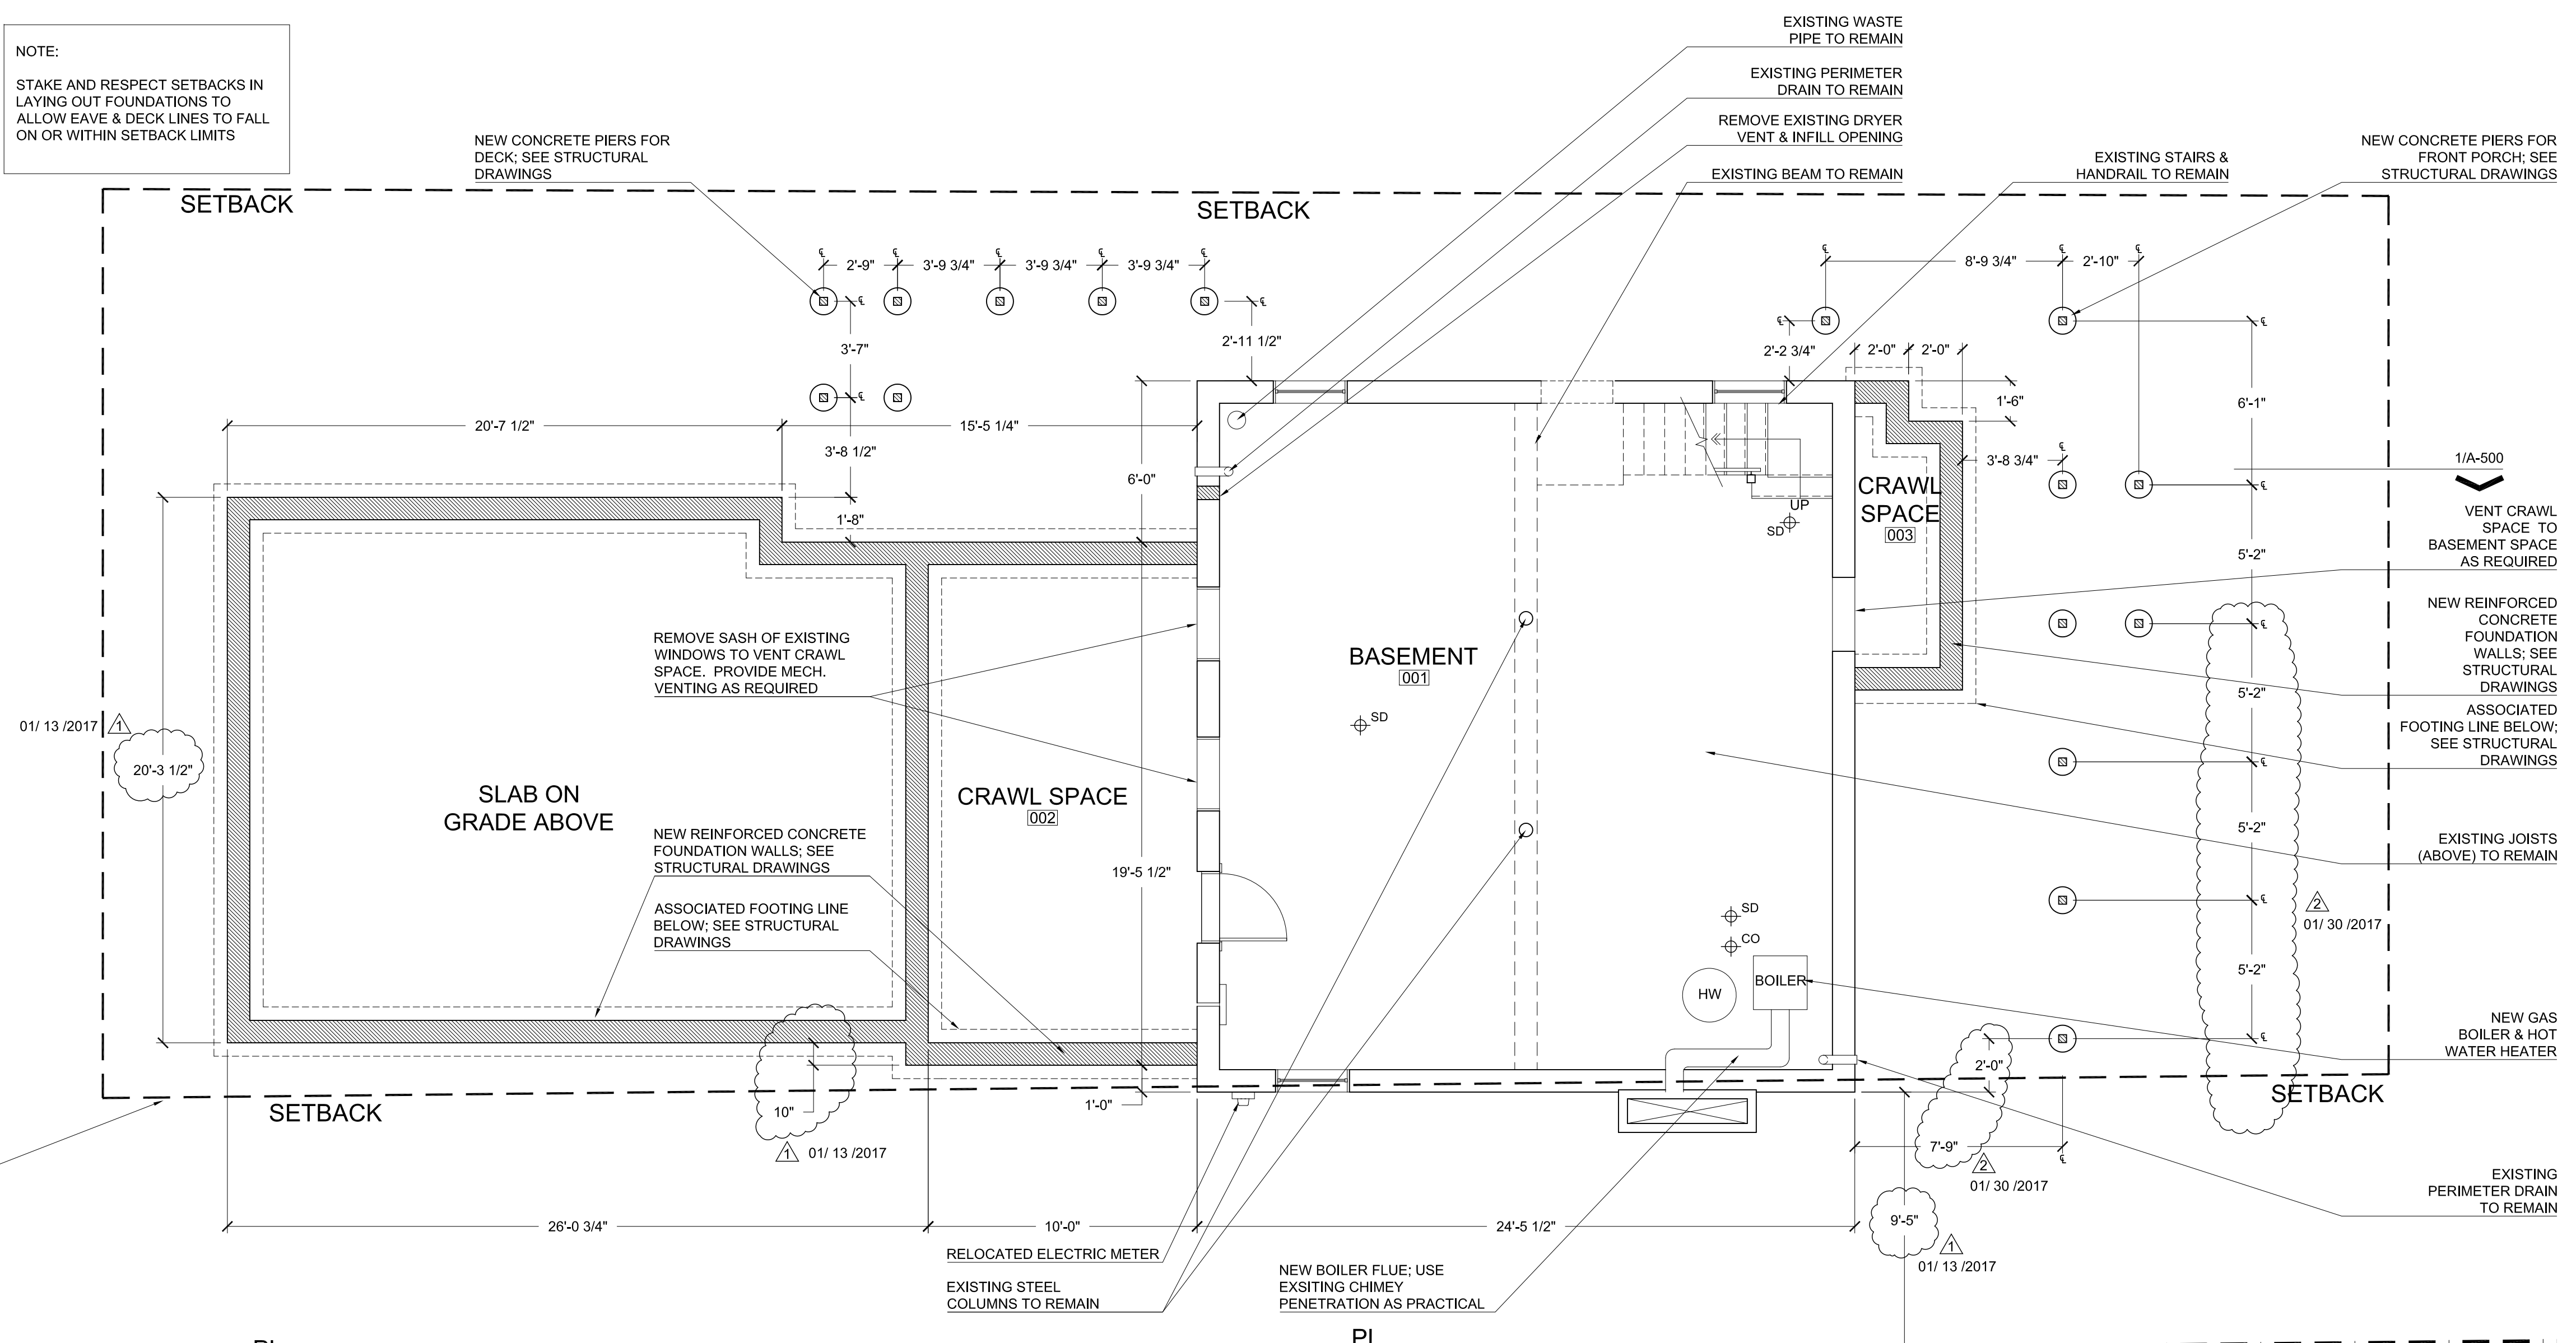 NOTE:
STAKE AND RESPECT SETBACKS IN
LAYING OUT FOUNDATIONS TO
ALLOW EAVE & DECK LINES TO FALL
ON OR WITHIN SETBACK LIMITS
EXISTING WASTE
PIPE TO REMAIN
EXISTING PERIMETER
DRAIN TO REMAIN
REMOVE EXISTING DRYER
VENT & INFILL OPENING
EXISTING BEAM TO REMAIN
NEW CONCRETE PIERS FOR
DECK; SEE STRUCTURAL
DRAWINGS
EXISTING STAIRS &
HANDRAIL TO REMAIN
NEW CONCRETE PIERS FOR
FRONT PORCH; SEE
STRUCTURAL DRAWINGS
SETBACK
SETBACK
2'-9"
3'-9 3/4"
3'-9 3/4"
3'-9 3/4"
8'-9 3/4"
2'-10"
3'-7"
2'-11 1/2"
2'-2 3/4"
2'-0"
2'-0"
1'-6"
6'-1"
20'-7 1/2"
15'-5 1/4"
3'-8 1/2"
6'-0"
3'-8 3/4"
1/A-500
1'-8"
UP
SD
CRAWL
SPACE
003
5'-2"
VENT CRAWL
SPACE TO
BASEMENT SPACE
AS REQUIRED
REMOVE SASH OF EXISTING
WINDOWS TO VENT CRAWL
SPACE. PROVIDE MECH.
VENTING AS REQUIRED
BASEMENT
001
SD
NEW REINFORCED
CONCRETE
FOUNDATION
WALLS; SEE
STRUCTURAL
DRAWINGS
5'-2"
ASSOCIATED
FOOTING LINE BELOW;
SEE STRUCTURAL
DRAWINGS
01/ 13 /2017
1
20'-3 1/2"
SLAB ON
GRADE ABOVE
CRAWL SPACE
002
NEW REINFORCED CONCRETE
FOUNDATION WALLS; SEE
STRUCTURAL DRAWINGS
19'-5 1/2"
5'-2"
EXISTING JOISTS
(ABOVE) TO REMAIN
ASSOCIATED FOOTING LINE
BELOW; SEE STRUCTURAL
DRAWINGS
SD
CO
2
01/ 30 /2017
HW
BOILER
5'-2"
NEW GAS
BOILER & HOT
WATER HEATER
2'-0"
SETBACK
SETBACK
10"
1'-0"
1
01/ 13 /2017
7'-9"
2
01/ 30 /2017
EXISTING
PERIMETER DRAIN
TO REMAIN
26'-0 3/4"
10'-0"
24'-5 1/2"
9'-5"
1
01/ 13 /2017
RELOCATED ELECTRIC METER
EXISTING STEEL
COLUMNS TO REMAIN
NEW BOILER FLUE; USE
EXSITING CHIMEY
PENETRATION AS PRACTICAL